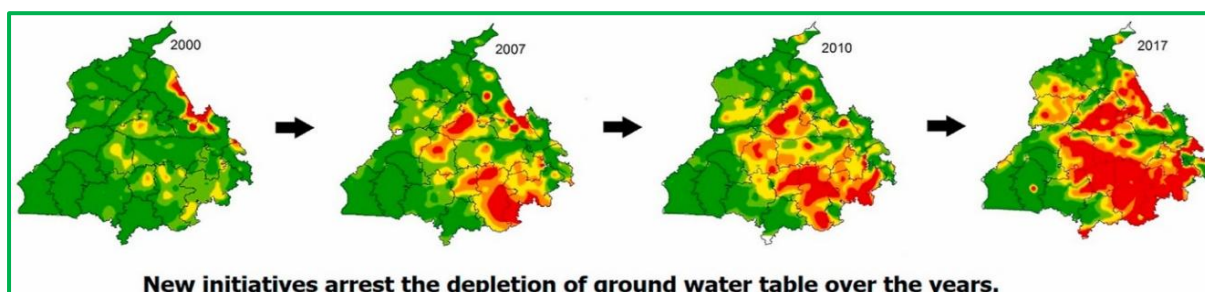 2000
2007
2010
2017
New initiatives arrest the depletion of ground water table over the years.